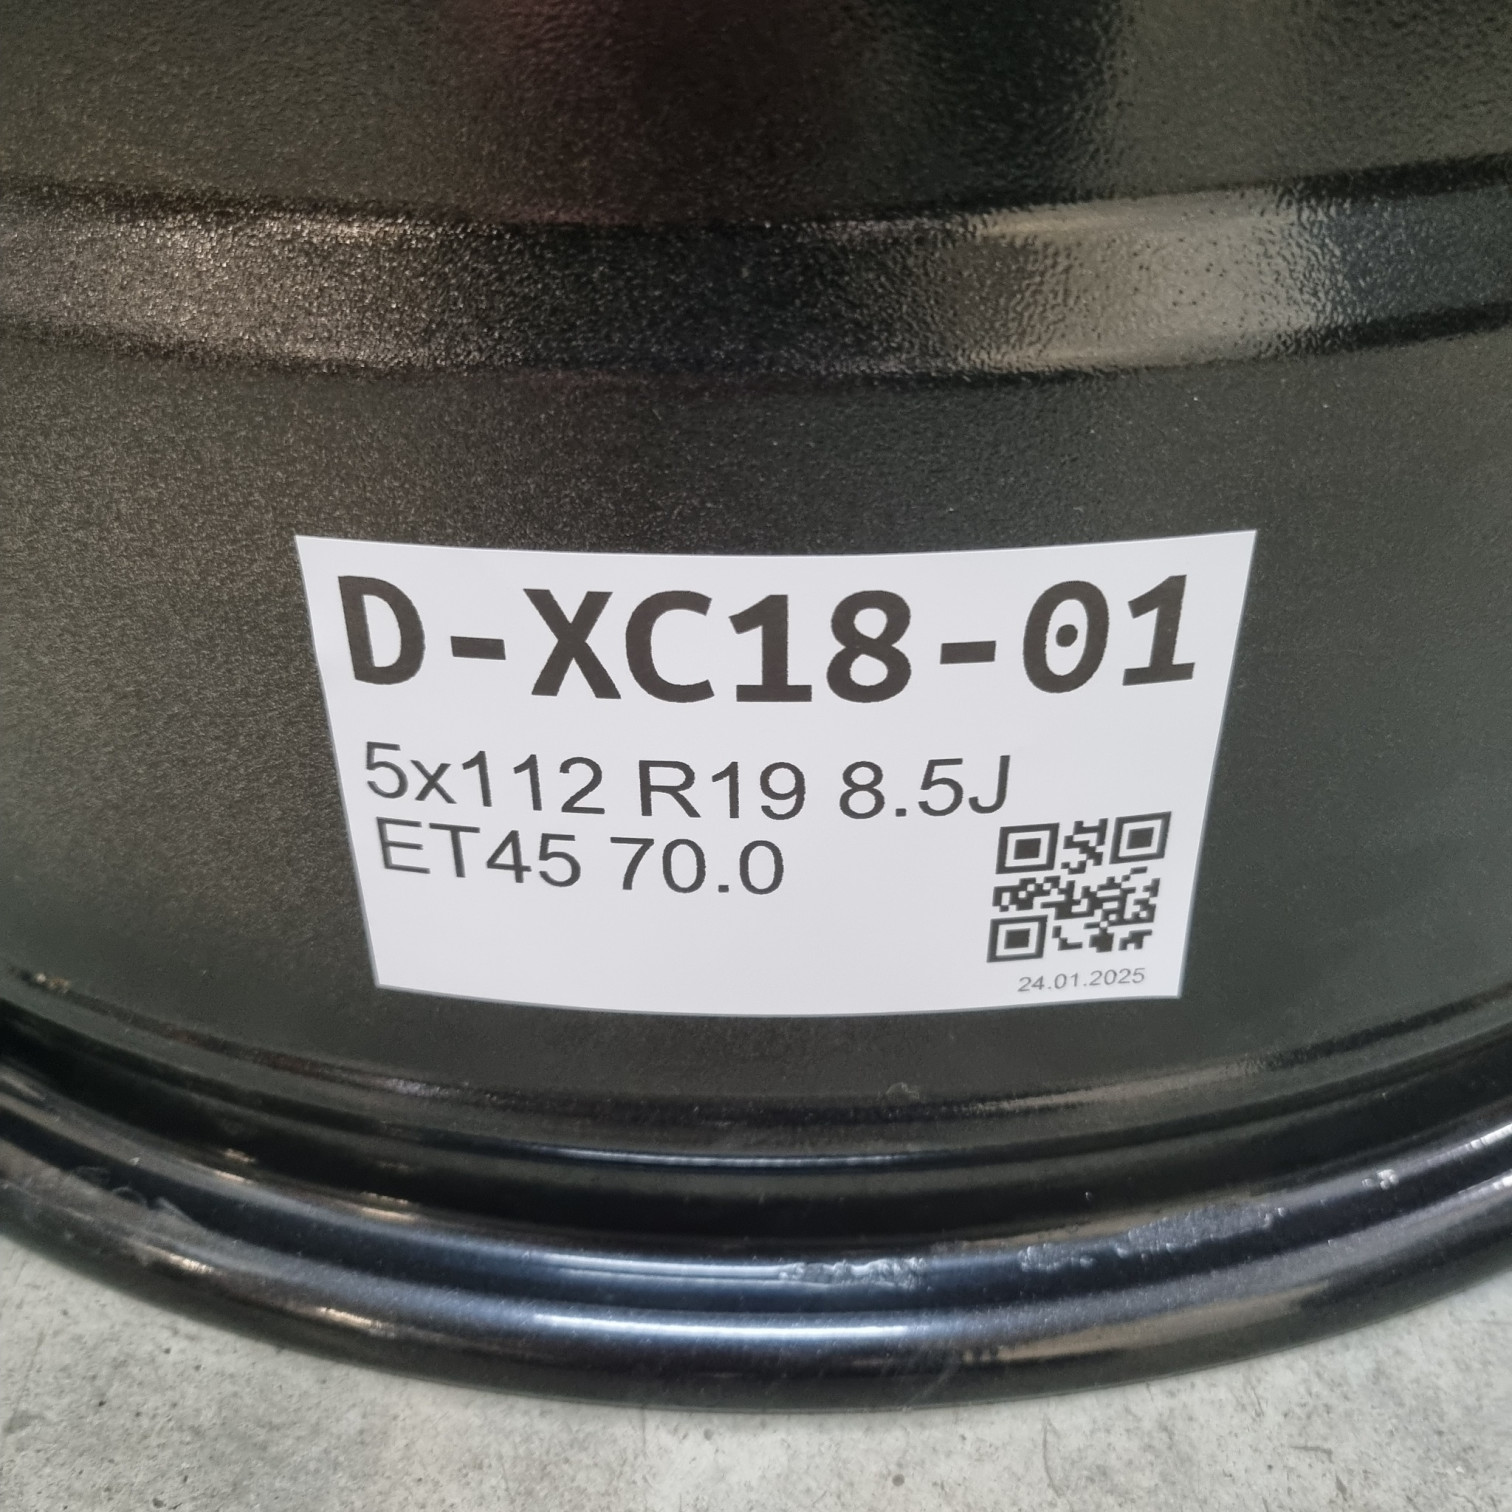 D-XC18-01
5x112 R19 8.5J
ET45 70.0
24.01.2025